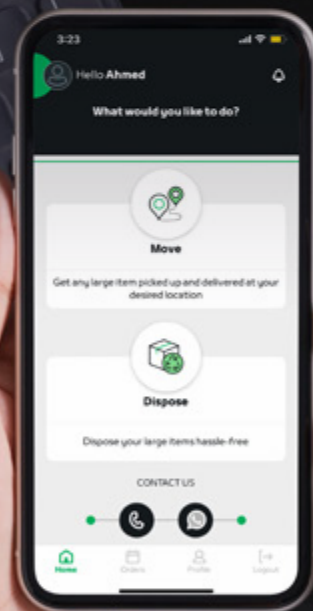 3:23
Hello Ahmed
What would you like to do?
Move
Get any large item picked up and delivered at your
desired location
Dispose
Dispose your large items hassle-free
CONTACT US
Home
Orders
Profile
Logout